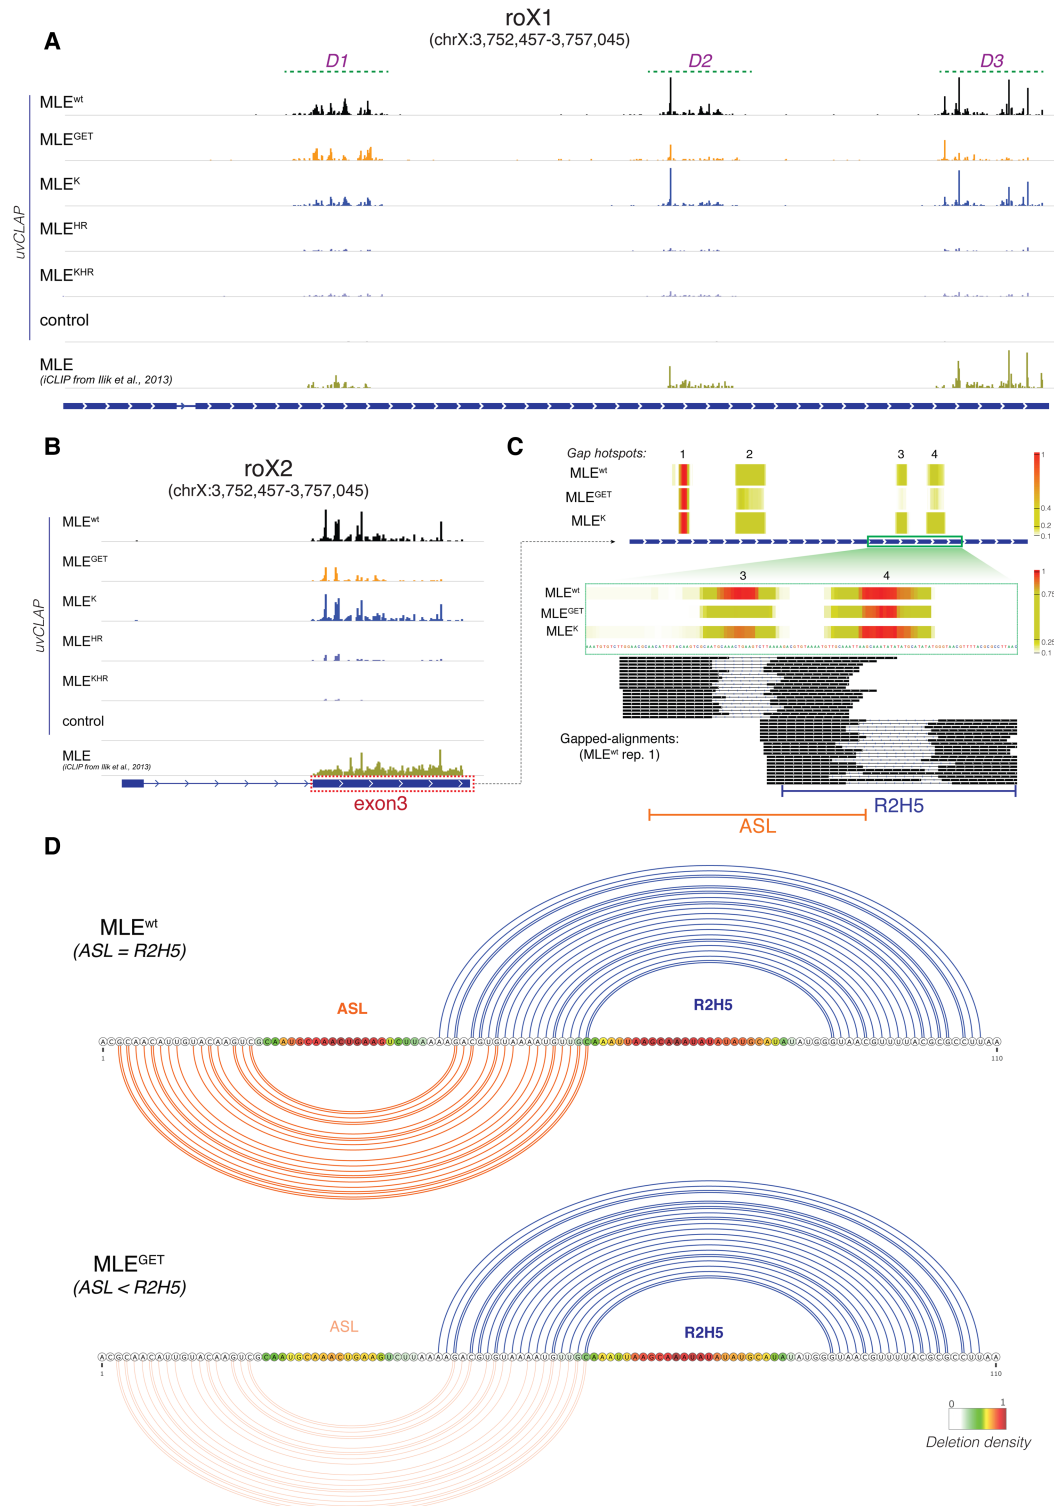 roX1
(chrX:3,752,457-3,757,045)
A
D1
D2
D3
MLEwt
MLEGET
MLEK
MLEHR
MLEKHR
control
MLE
(iCLIP from Ilik et al., 2013)
uvCLAP
B
roX2
(chrX:3,752,457-3,757,045)
MLEwt
MLEGET
MLEK
MLEHR
MLEKHR
control
MLE
(iCLIP from Ilik et al., 2013)
uvCLAP
exon3
C
Gap hotspots:
1 2 3 4
MLEwt
MLEGET
MLEK
1
0.4
0.2
0.1
3 4
MLEwt
MLEGET
MLEK
1
0.75
0.25
0.1
Gapped-alignments:
(MLEwt rep. 1)
R2H5
ASL
D
MLEwt
(ASL = R2H5)
ASL
R2H5
1
110
MLEGET
(ASL < R2H5)
ASL
R2H5
1
110
0 1
Deletion density